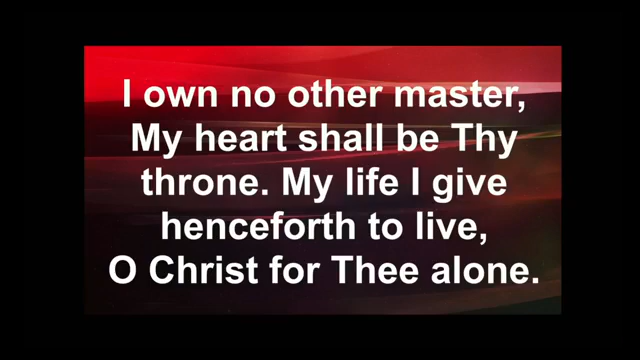 I own no other master,
My heart shall be Thy
throne. My life I give
henceforth to live,
O Christ for Thee alone.